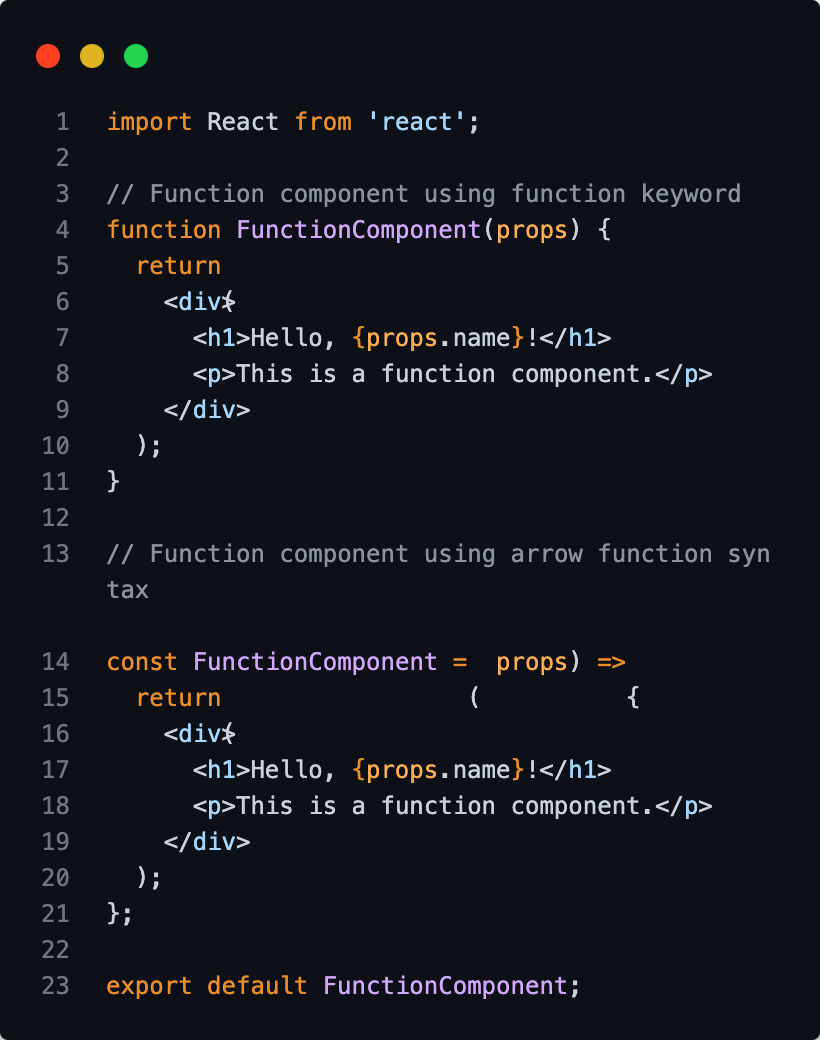 1 import React from 'react';
2
3 // Function component using function keyword
4 function FunctionComponent(props) {
5   return
6     <div>(
7       <h1>Hello, {props.name}!</h1>
8       <p>This is a function component.</p>
9     </div>
10   );
11 }
12
13 // Function component using arrow function syn
tax
14 const FunctionComponent =  props) =>
15   return                 (          {
16     <div>(
17       <h1>Hello, {props.name}!</h1>
18       <p>This is a function component.</p>
19     </div>
20   );
21 };
22
23 export default FunctionComponent;